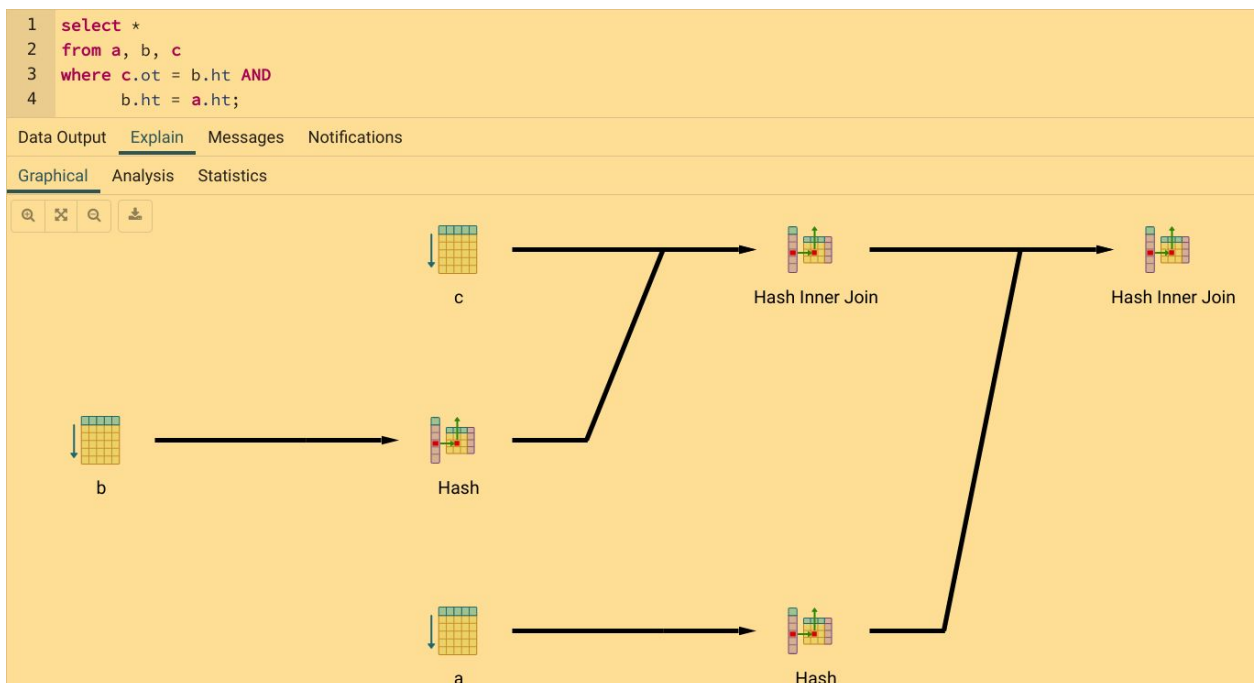 1 select *
2 from a, b, c
3 where c.ot = b.ht AND
4 b.ht = a.ht;
Data Output Explain Messages Notifications
Graphical Analysis Statistics
c Hash Inner Join Hash Inner Join
b Hash
a Hash